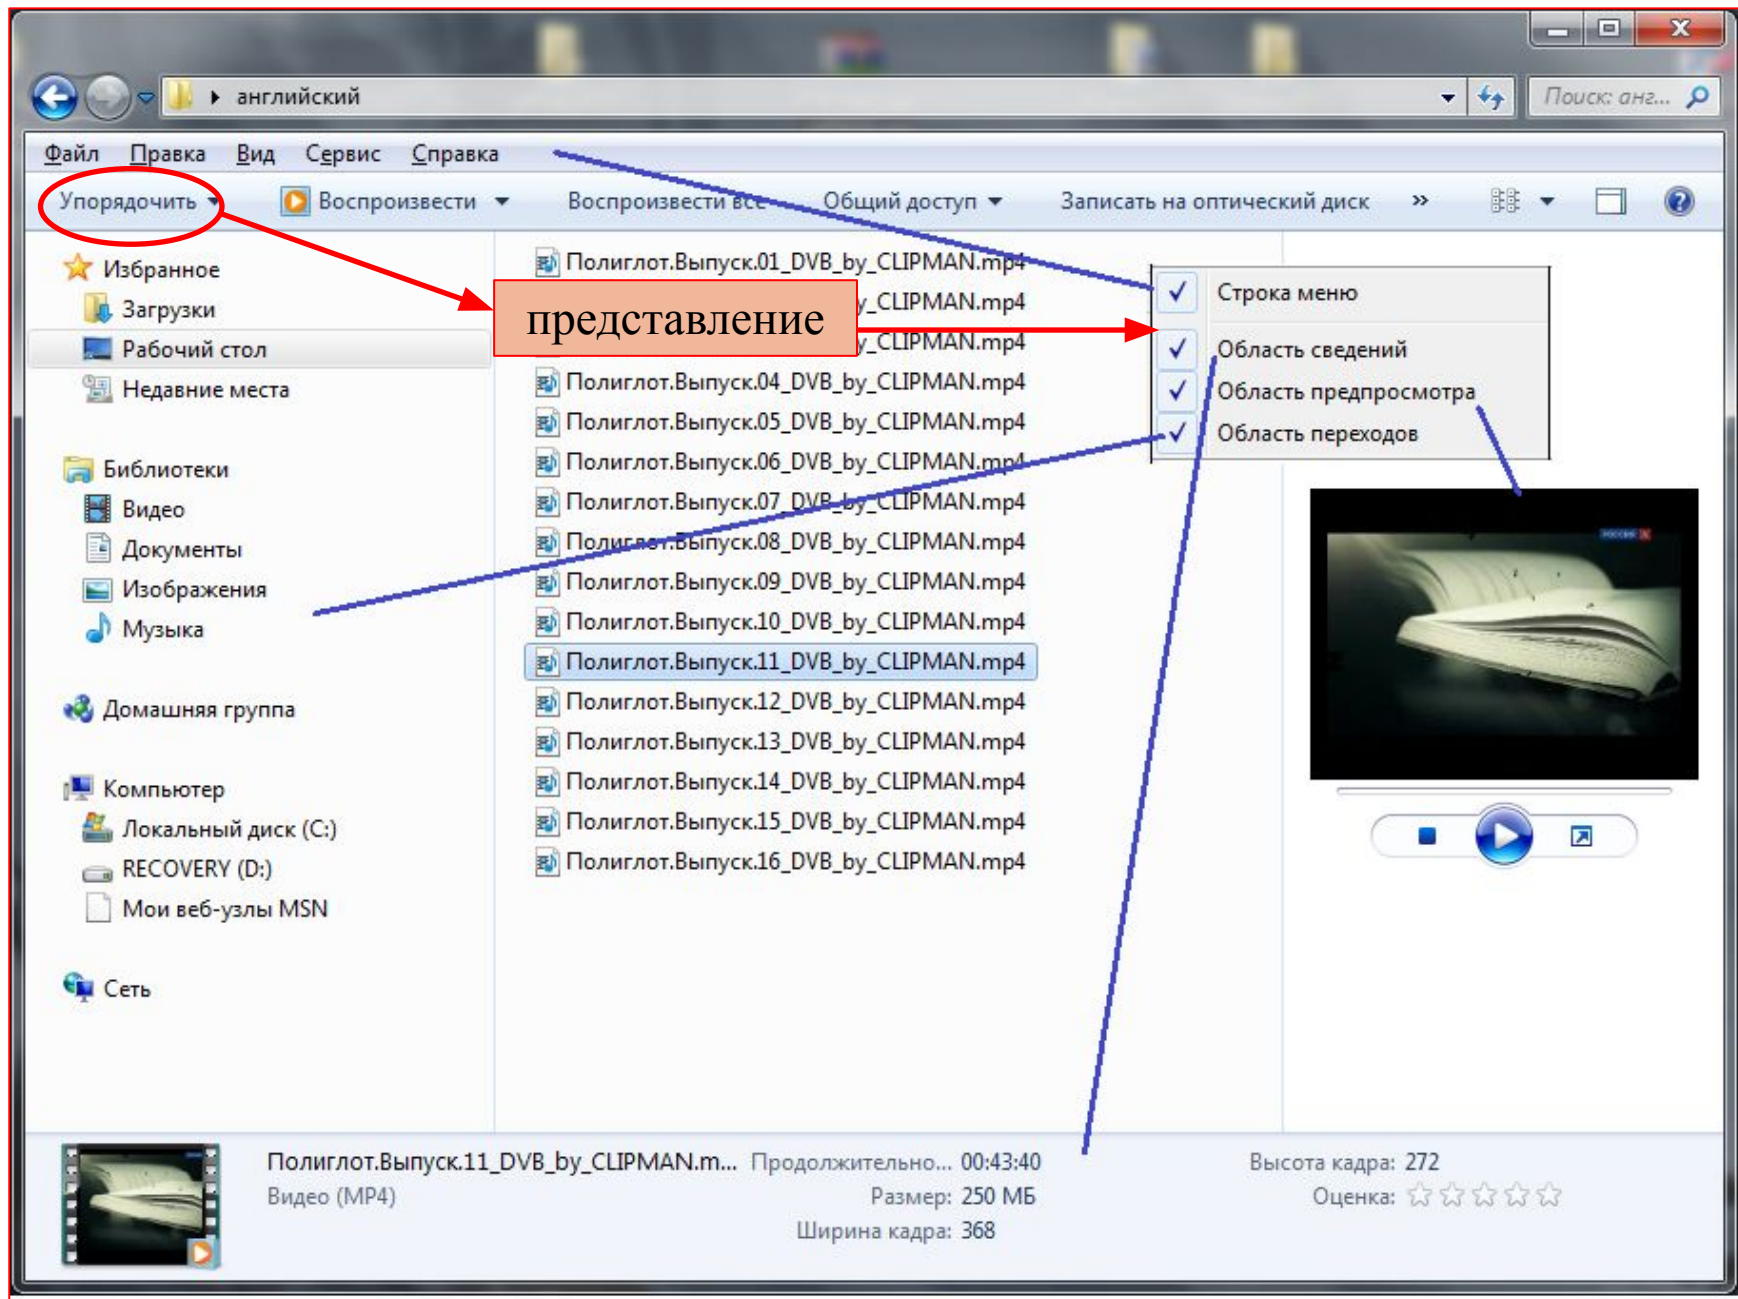 английский
Поиск: анг...
Файл Правка Вид Сервис Справка
Упорядочить Воспроизвести Воспроизвести все Общий доступ Записать на оптический диск »
Избранное
Загрузки
Рабочий стол
Недавние места
Библиотеки
Видео
Документы
Изображения
Музыка
Домашняя группа
Компьютер
Локальный диск (C:)
RECOVERY (D:)
Мои веб-узлы MSN
Сеть
Полиглот.Выпуск.01_DVB_by_CLIPMAN.mp4
y_CLIPMAN.mp4
y_CLIPMAN.mp4
Полиглот.Выпуск.04_DVB_by_CLIPMAN.mp4
Полиглот.Выпуск.05_DVB_by_CLIPMAN.mp4
Полиглот.Выпуск.06_DVB_by_CLIPMAN.mp4
Полиглот.Выпуск.07_DVB_by_CLIPMAN.mp4
Полиглот.Выпуск.08_DVB_by_CLIPMAN.mp4
Полиглот.Выпуск.09_DVB_by_CLIPMAN.mp4
Полиглот.Выпуск.10_DVB_by_CLIPMAN.mp4
Полиглот.Выпуск.11_DVB_by_CLIPMAN.mp4
Полиглот.Выпуск.12_DVB_by_CLIPMAN.mp4
Полиглот.Выпуск.13_DVB_by_CLIPMAN.mp4
Полиглот.Выпуск.14_DVB_by_CLIPMAN.mp4
Полиглот.Выпуск.15_DVB_by_CLIPMAN.mp4
Полиглот.Выпуск.16_DVB_by_CLIPMAN.mp4
представление
Строка меню
Область сведений
Область предпросмотра
Область переходов
РОССИЯ К
Полиглот.Выпуск.11_DVB_by_CLIPMAN.m... Продолжительно... 00:43:40 Высота кадра: 272
Видео (MP4) Размер: 250 МБ Оценка:
Ширина кадра: 368